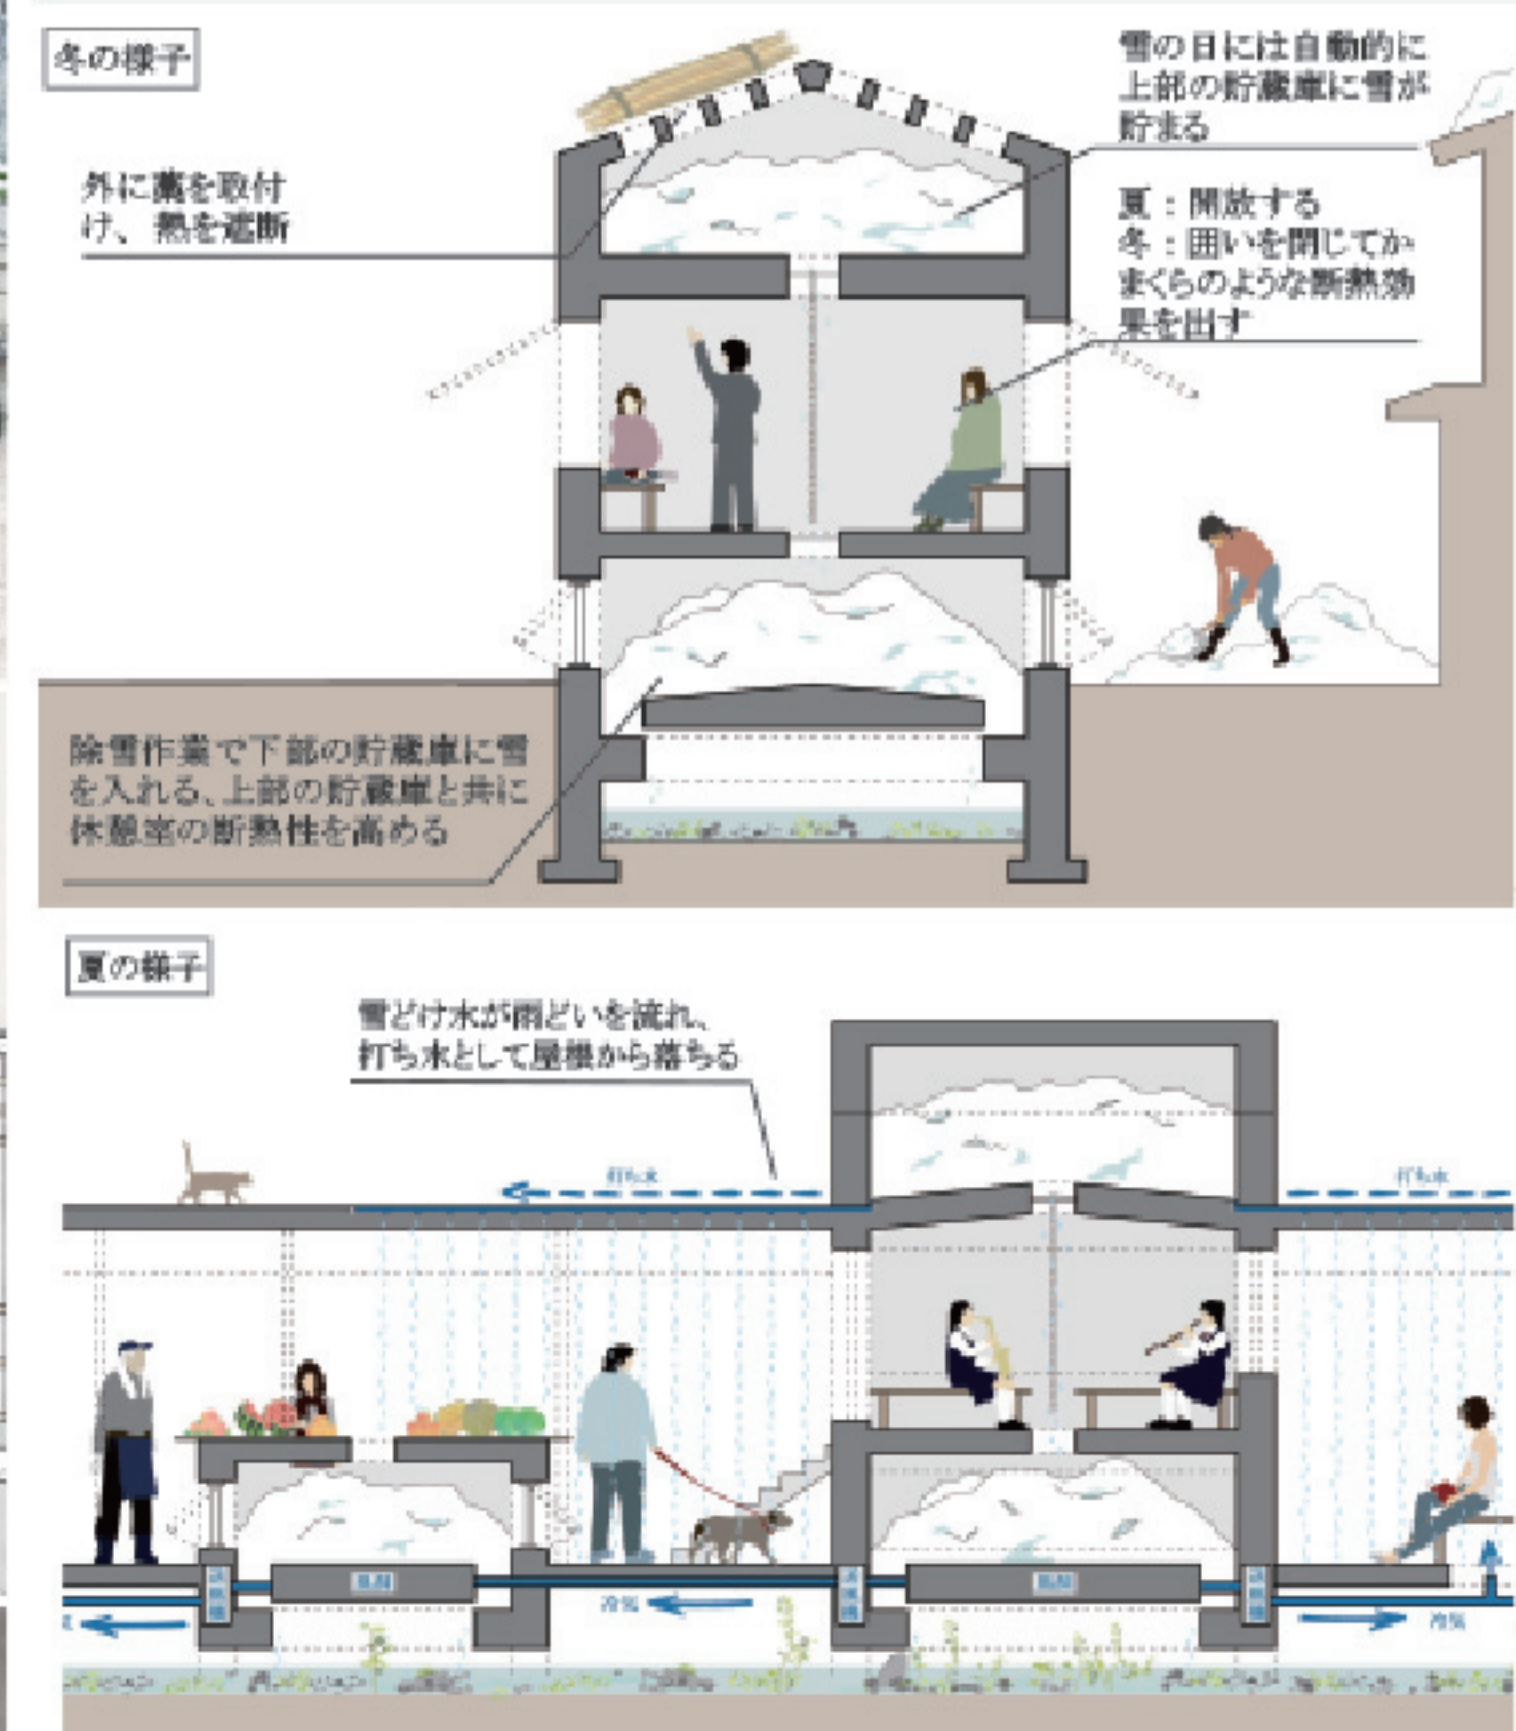 冬の様子
雪の日には自動的に
上部の貯蔵庫に雪が
貯まる
外に藁を取付
け、熱を遮断
夏：開放する
冬：囲いを閉じてか
まくらのような断熱効
果を出す
除雪作業で下部の貯蔵庫に雪
を入れる、上部の貯蔵庫と共に
休憩室の断熱性を高める
夏の様子
雪どけ水が雨どいを流れ、
打ち水として屋根から落ちる
打ち水
打ち水
冷気
冷気